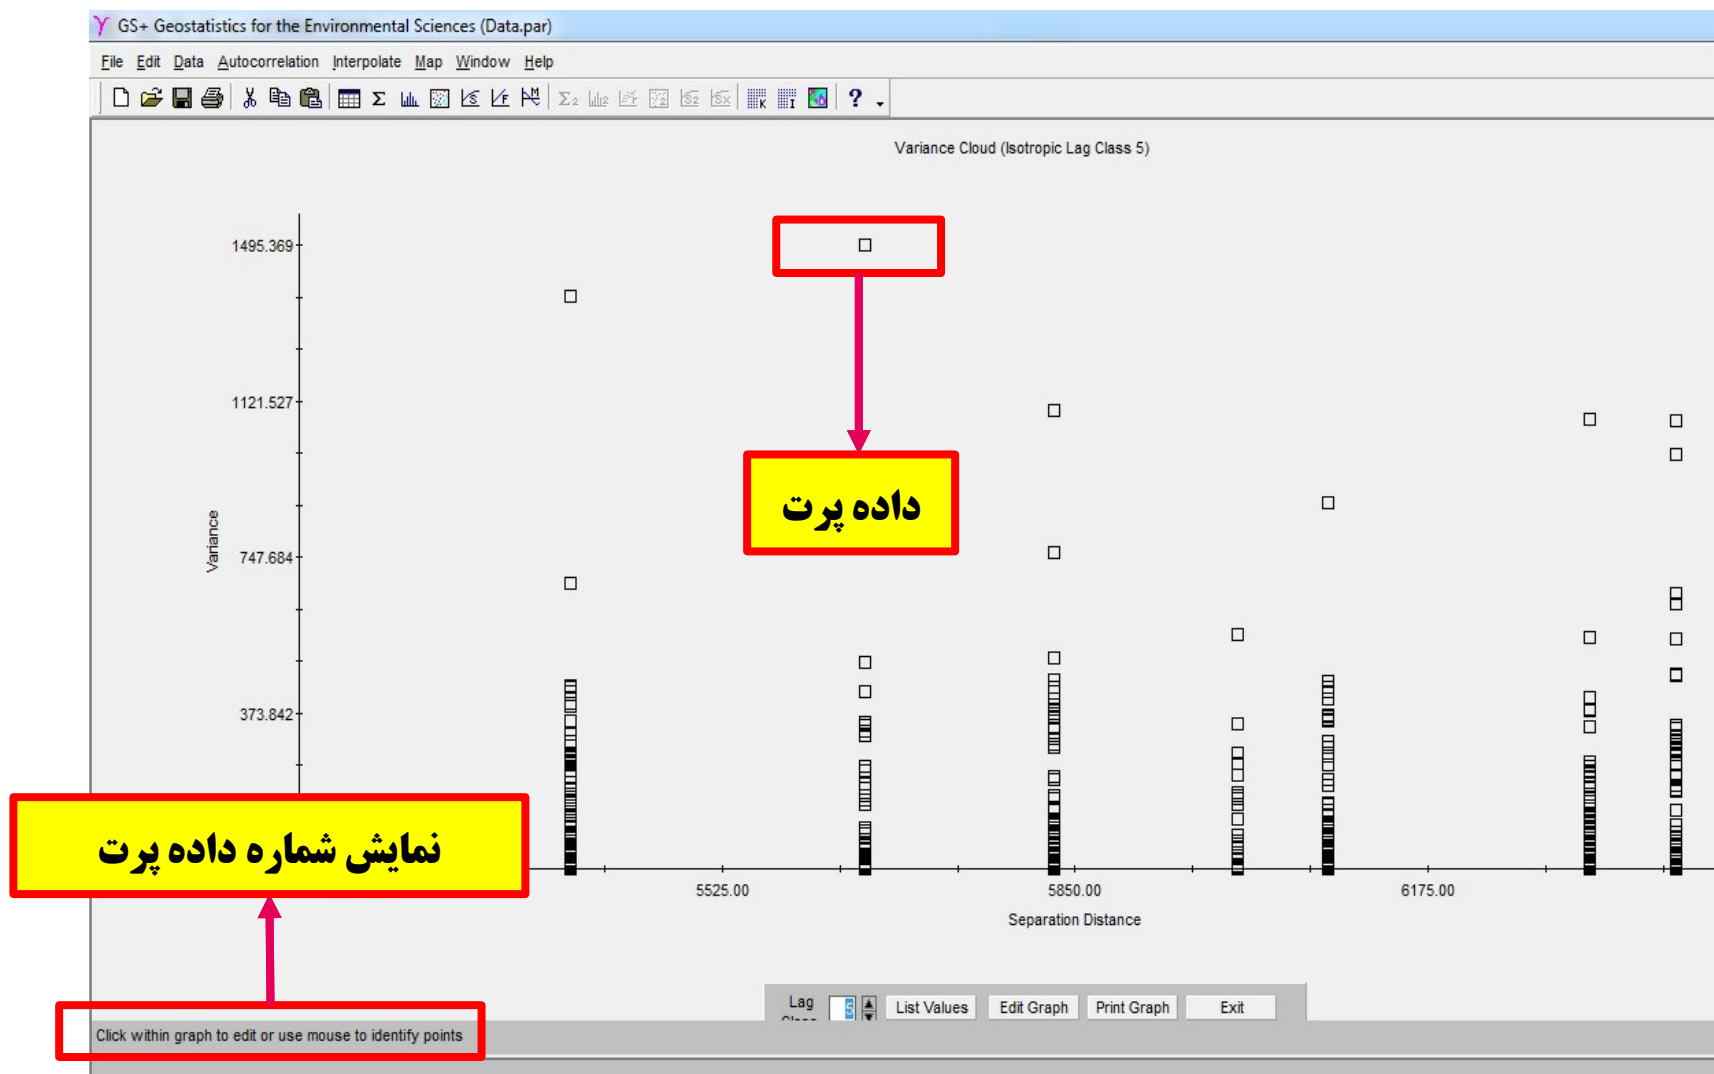 GS+ Geostatistics for the Environmental Sciences (Data.par)
File Edit Data Autocorrelation Interpolate Map Window Help
Variance Cloud (Isotropic Lag Class 5)
1495.369
1121.527
داده پرت
Variance
747.684
373.842
نمایش شماره داده پرت
5525.00 5850.00 6175.00
Separation Distance
Lag 5 List Values Edit Graph Print Graph Exit
Click within graph to edit or use mouse to identify points